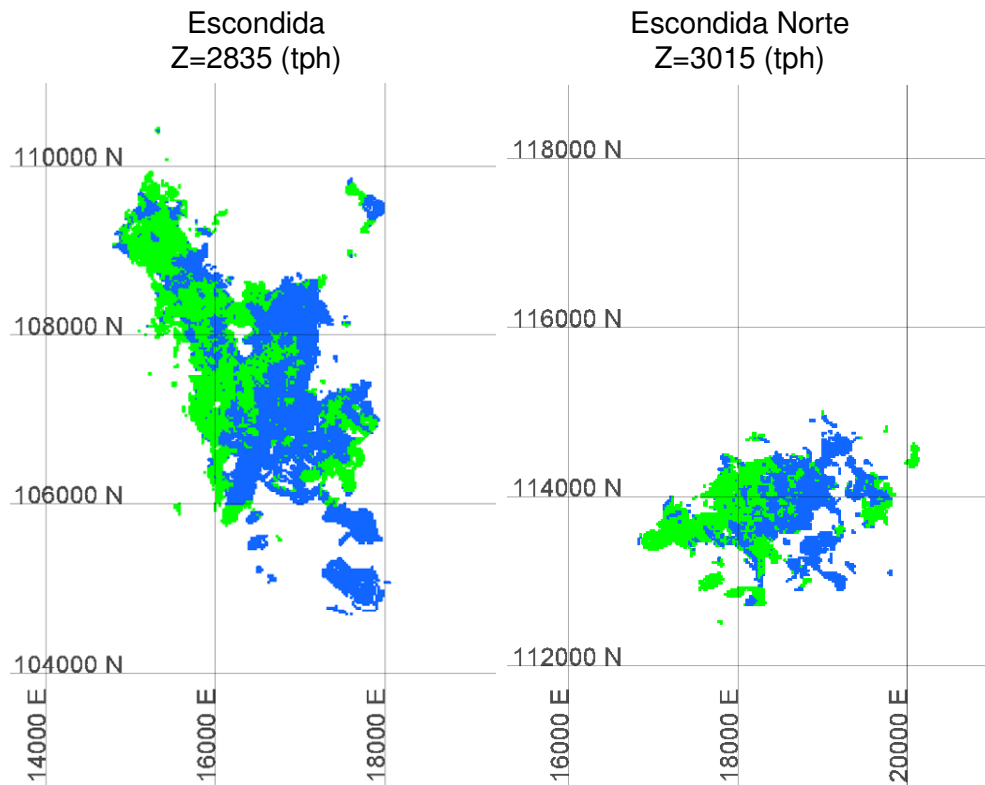 Escondida
Z=2835 (tph)
110000 N
108000 N
106000 N
104000 N
14000 E
16000 E
18000 E
Escondida Norte
Z=3015 (tph)
118000 N
116000 N
114000 N
112000 N
16000 E
18000 E
20000 E